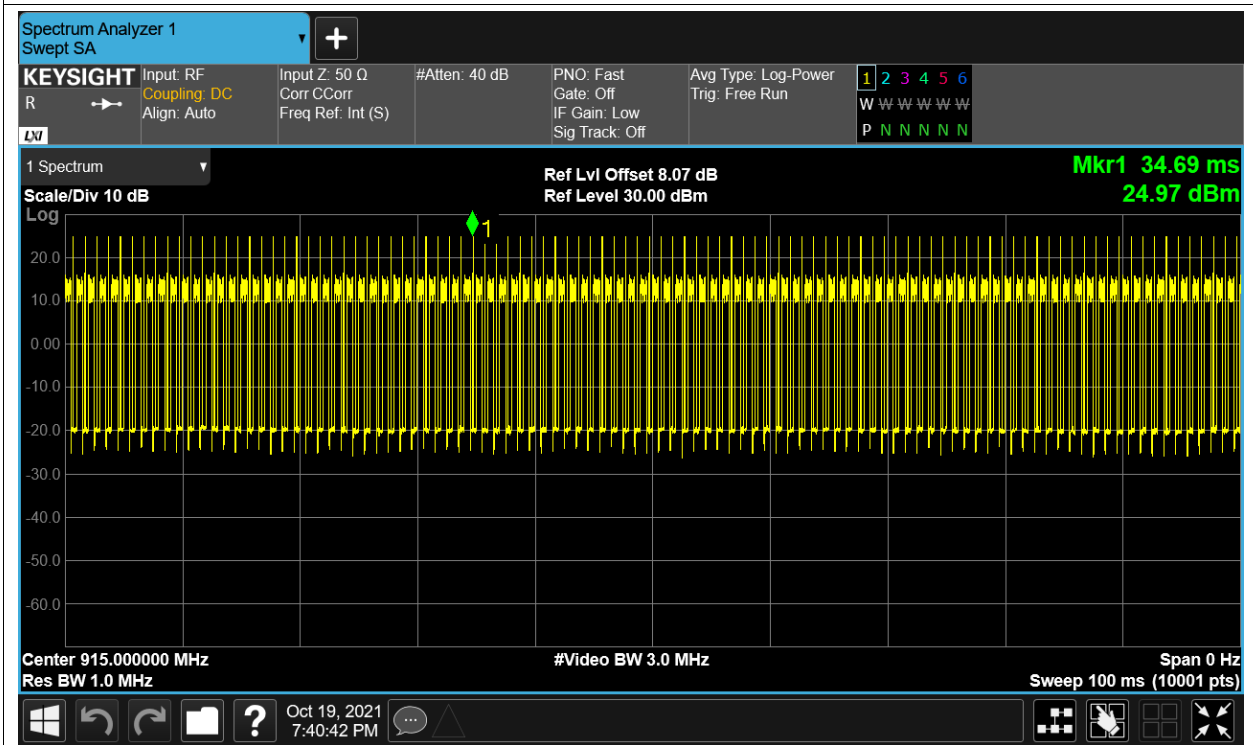 Spectrum Analyzer 1
Swept SA
KEYSIGHT
R
LXI
Input: RF
Coupling: DC
Align: Auto
Input Z: 50 Ω
Corr CCorr
Freq Ref: Int (S)
#Atten: 40 dB
PNO: Fast
Gate: Off
IF Gain: Low
Sig Track: Off
Avg Type: Log-Power
Trig: Free Run
1 2 3 4 5 6
W W W W W W
P N N N N N
1 Spectrum
Scale/Div 10 dB
Log
Ref Lvl Offset 8.07 dB
Ref Level 30.00 dBm
Mkr1 34.69 ms
24.97 dBm
1
20.0
10.0
0.00
-10.0
-20.0
-30.0
-40.0
-50.0
-60.0
Center 915.000000 MHz
Res BW 1.0 MHz
#Video BW 3.0 MHz
Span 0 Hz
Sweep 100 ms (10001 pts)
?
Oct 19, 2021
7:40:42 PM